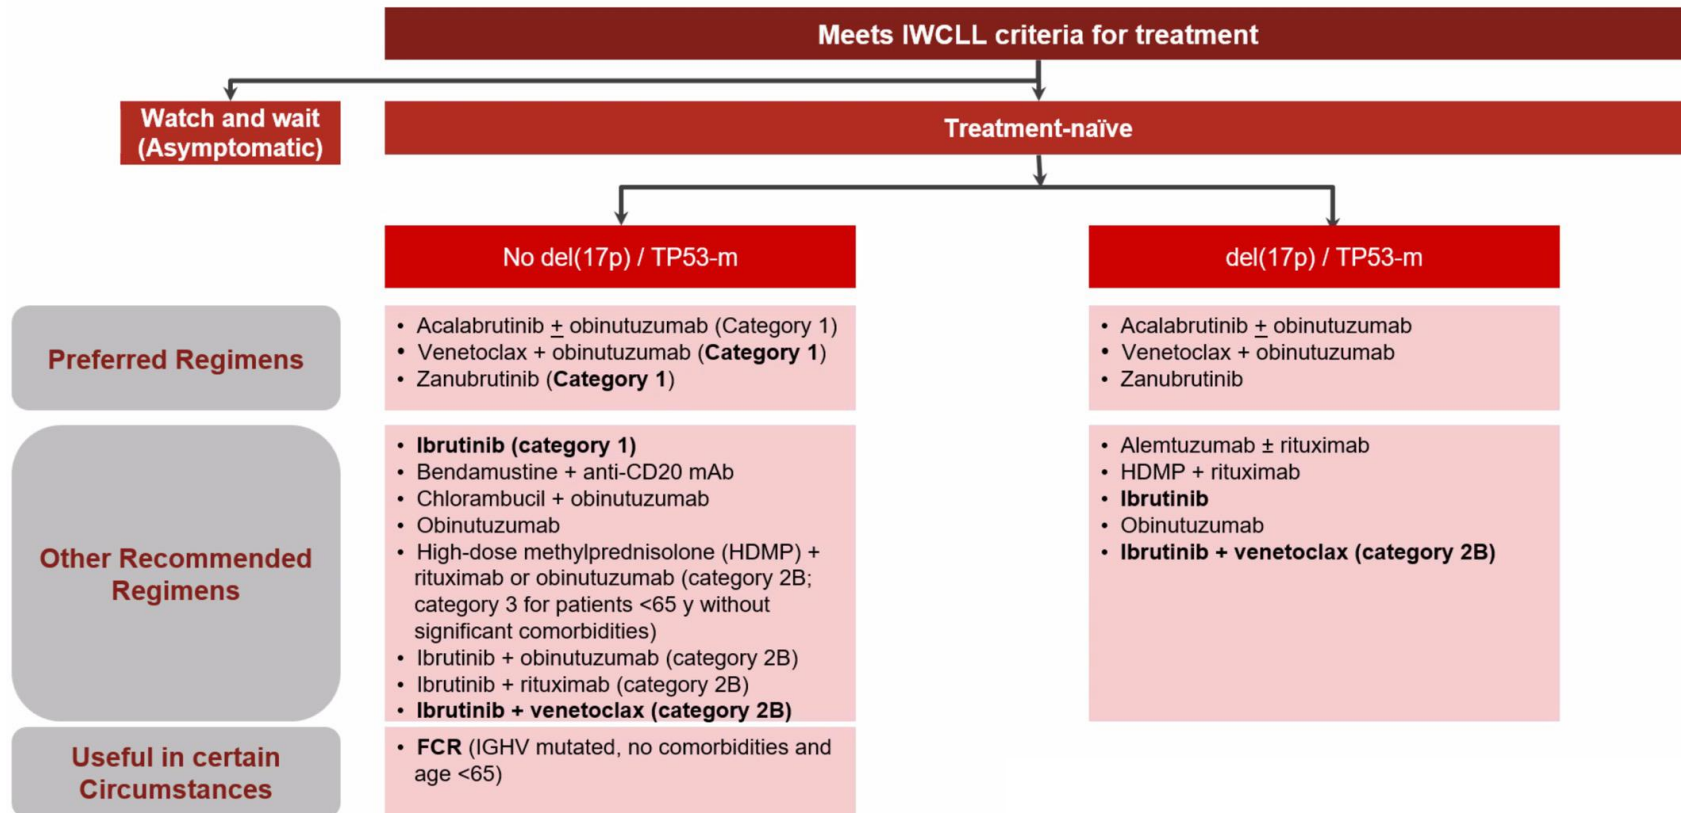 Meets IWCLL criteria for treatment
Watch and wait
(Asymptomatic)
Treatment-naïve
No del(17p) / TP53-m
del(17p) / TP53-m
Preferred Regimens
• Acalabrutinib + obinutuzumab (Category 1)
• Venetoclax + obinutuzumab (Category 1)
• Zanubrutinib (Category 1)
• Acalabrutinib + obinutuzumab
• Venetoclax + obinutuzumab
• Zanubrutinib
Other Recommended
Regimens
• Ibrutinib (category 1)
• Bendamustine + anti-CD20 mAb
• Chlorambucil + obinutuzumab
• Obinutuzumab
• High-dose methylprednisolone (HDMP) +
rituximab or obinutuzumab (category 2B;
category 3 for patients <65 y without
significant comorbidities)
• Ibrutinib + obinutuzumab (category 2B)
• Ibrutinib + rituximab (category 2B)
• Ibrutinib + venetoclax (category 2B)
• Alemtuzumab ± rituximab
• HDMP + rituximab
• Ibrutinib
• Obinutuzumab
• Ibrutinib + venetoclax (category 2B)
Useful in certain
Circumstances
• FCR (IGHV mutated, no comorbidities and
age <65)